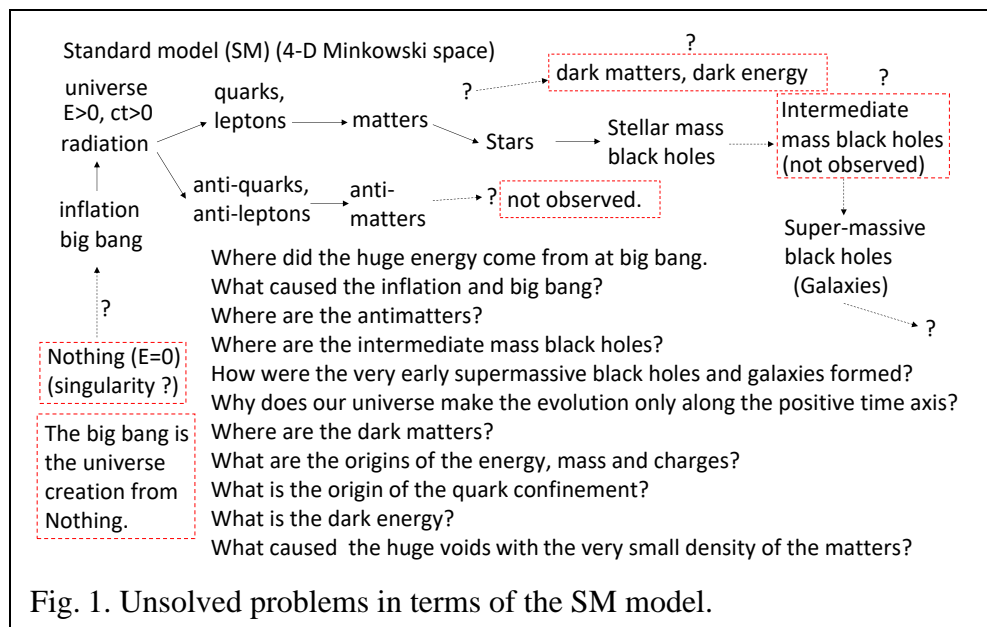 Standard model (SM) (4-D Minkowski space)
?
dark matters, dark energy
?
universe
E>0, ct>0
radiation
quarks,
leptons
matters
?
Stars
Stellar mass
black holes
Intermediate
mass black holes
(not observed)
?
anti-quarks,
anti-leptons
anti-
matters
?
not observed.
inflation
big bang
Super-massive
black holes
(Galaxies)
?
?
Nothing (E=0)
(singularity ?)
The big bang is
the universe
creation from
Nothing.
Where did the huge energy come from at big bang.
What caused the inflation and big bang?
Where are the antimatters?
Where are the intermediate mass black holes?
How were the very early supermassive black holes and galaxies formed?
Why does our universe make the evolution only along the positive time axis?
Where are the dark matters?
What are the origins of the energy, mass and charges?
What is the origin of the quark confinement?
What is the dark energy?
What caused  the huge voids with the very small density of the matters?
Fig. 1. Unsolved problems in terms of the SM model.